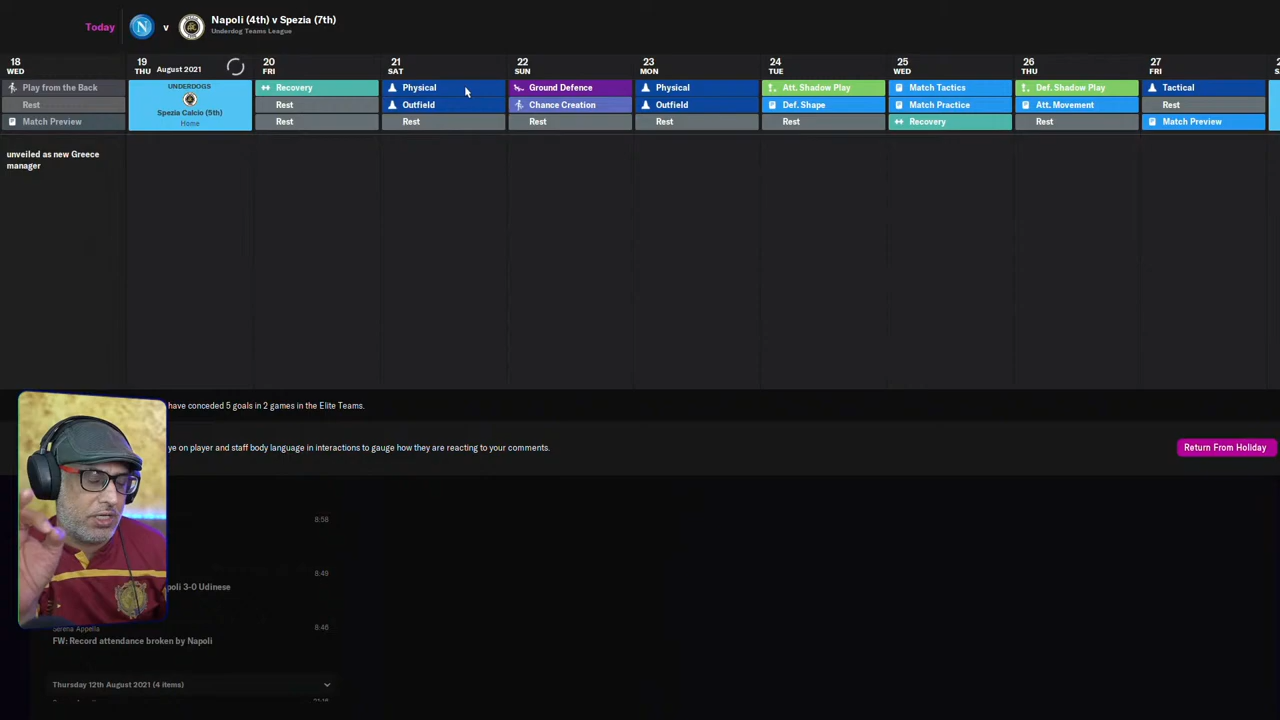 Today
N
v
Napoli (4th) v Spezia (7th)
Underdog Teams League
18
WED
19
THU August 2021
20
FRI
21
SAT
22
SUN
23
MON
24
TUE
25
WED
26
THU
27
FRI
Play from the Back
Rest
Match Preview
UNDERDOGS
Spezia Calcio (5th)
Home
Recovery
Rest
Rest
Physical
Outfield
Rest
Ground Defence
Chance Creation
Rest
Physical
Outfield
Rest
Att. Shadow Play
Def. Shape
Rest
Match Tactics
Match Practice
Recovery
Def. Shadow Play
Att. Movement
Rest
Tactical
Rest
Match Preview
unveiled as new Greece
manager
have conceded 5 goals in 2 games in the Elite Teams.
ye on player and staff body language in interactions to gauge how they are reacting to your comments.
Return From Holiday
8:58
8:49
poli 3-0 Udinese
8:46
Serena Appella
FW: Record attendance broken by Napoli
Thursday 12th August 2021 (4 items)